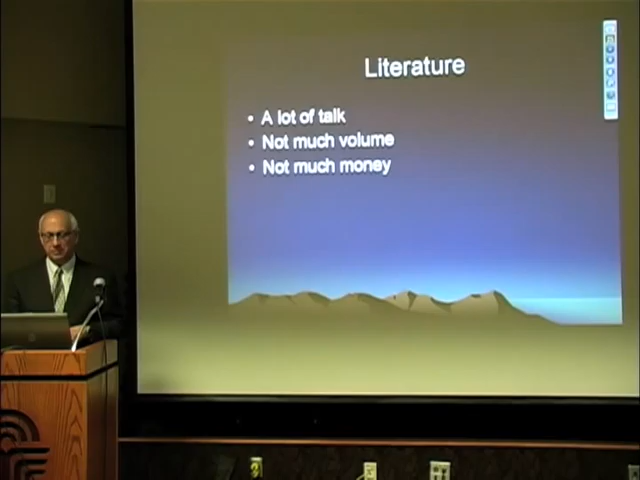 Literature
• A lot of talk
• Not much volume
• Not much money